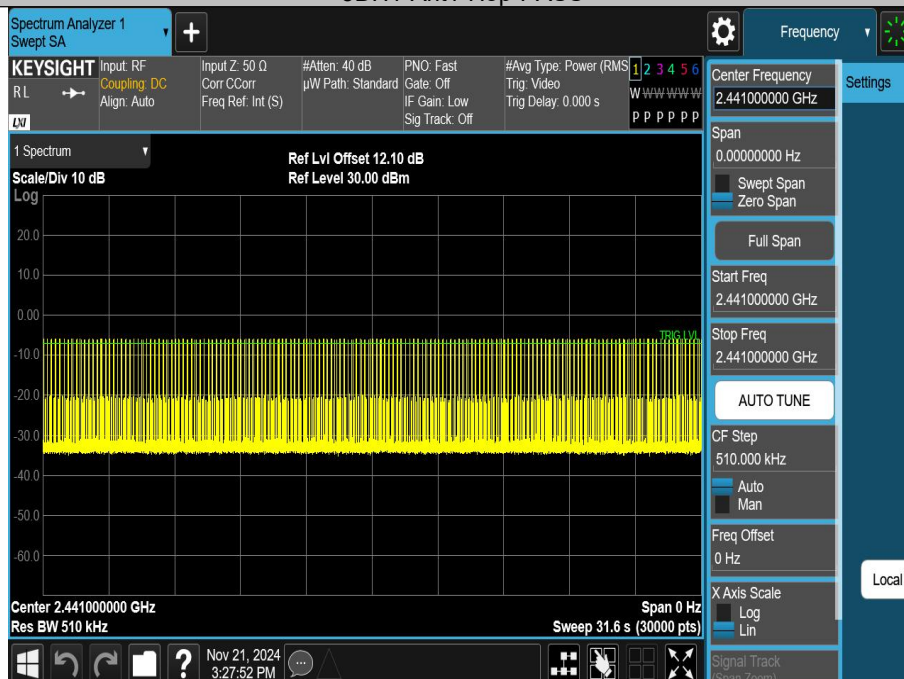 Spectrum Analyzer 1
Swept SA
Frequency
KEYSIGHT
R L
LXI
Input: RF
Coupling: DC
Align: Auto
Input Z: 50 Ω
Corr CCorr
Freq Ref: Int (S)
#Atten: 40 dB
µW Path: Standard
PNO: Fast
Gate: Off
IF Gain: Low
Sig Track: Off
#Avg Type: Power (RMS
Trig: Video
Trig Delay: 0.000 s
1 2 3 4 5 6
W W W W W W
P P P P P P
1 Spectrum
Scale/Div 10 dB
Ref Lvl Offset 12.10 dB
Ref Level 30.00 dBm
Log
20.0
10.0
0.00
-10.0
-20.0
-30.0
-40.0
-50.0
-60.0
TRIG LVL
Center 2.441000000 GHz
Res BW 510 kHz
Span 0 Hz
Sweep 31.6 s (30000 pts)
Center Frequency
2.441000000 GHz
Settings
Span
0.00000000 Hz
Swept Span
Zero Span
Full Span
Start Freq
2.441000000 GHz
Stop Freq
2.441000000 GHz
AUTO TUNE
CF Step
510.000 kHz
Auto
Man
Freq Offset
0 Hz
Local
X Axis Scale
Log
Lin
Signal Track
(Span Zoom)
Nov 21, 2024
3:27:52 PM